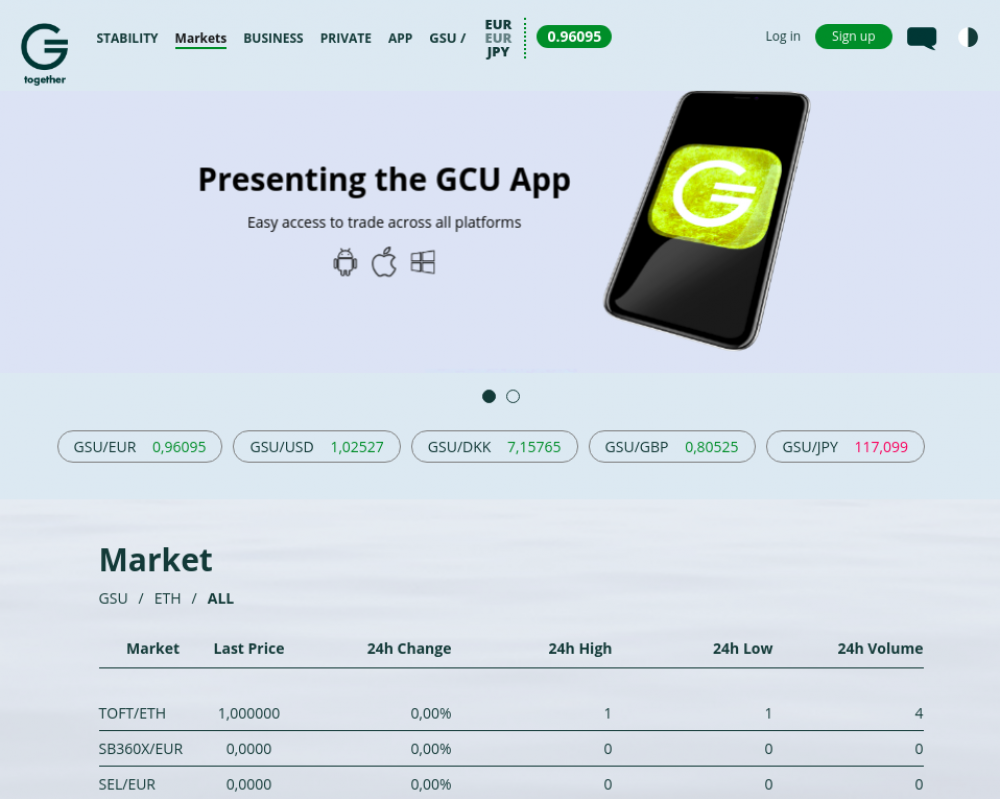 together
STABILITY Markets BUSINESS PRIVATE APP GSU /
EUR
EUR
JPY
0.96095
Log in Sign up
Presenting the GCU App
Easy access to trade across all platforms
GSU/EUR 0,96095 GSU/USD 1,02527 GSU/DKK 7,15765 GSU/GBP 0,80525 GSU/JPY 117,099
Market
GSU / ETH / ALL
Market Last Price 24h Change 24h High 24h Low 24h Volume
TOFT/ETH 1,000000 0,00% 1 1 4
SB360X/EUR 0,0000 0,00% 0 0 0
SEL/EUR 0,0000 0,00% 0 0 0